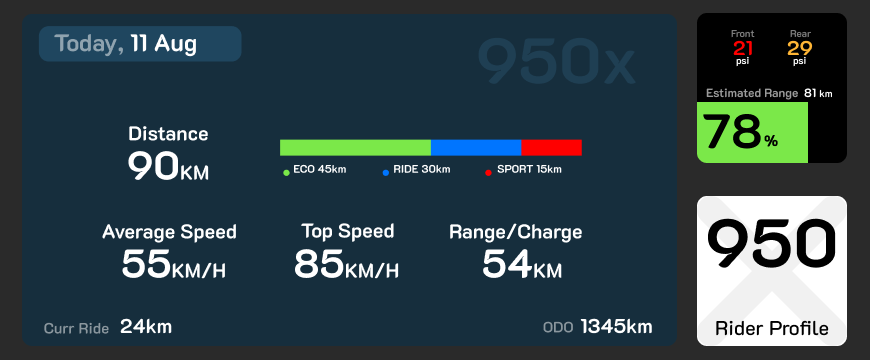 Today, 11 Aug
950x
Distance
90KM
ECO 45km RIDE 30km SPORT 15km
Average Speed Top Speed Range/Charge
55KM/H 85KM/H 54KM
Curr Ride 24km ODO 1345km
Front Rear
21 29
psi psi
Estimated Range 81 km
78%
950
Rider Profile